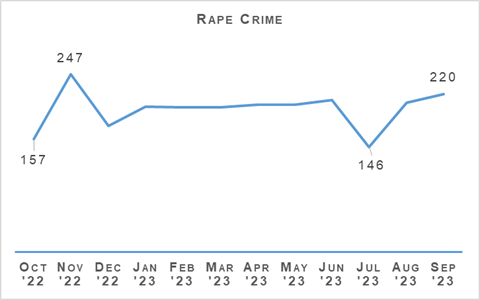 Rape Crime
247
220
157
146
Oct Nov Dec Jan Feb Mar Apr May Jun Jul Aug Sep
'22 '22 '22 '23 '23 '23 '23 '23 '23 '23 '23 '23